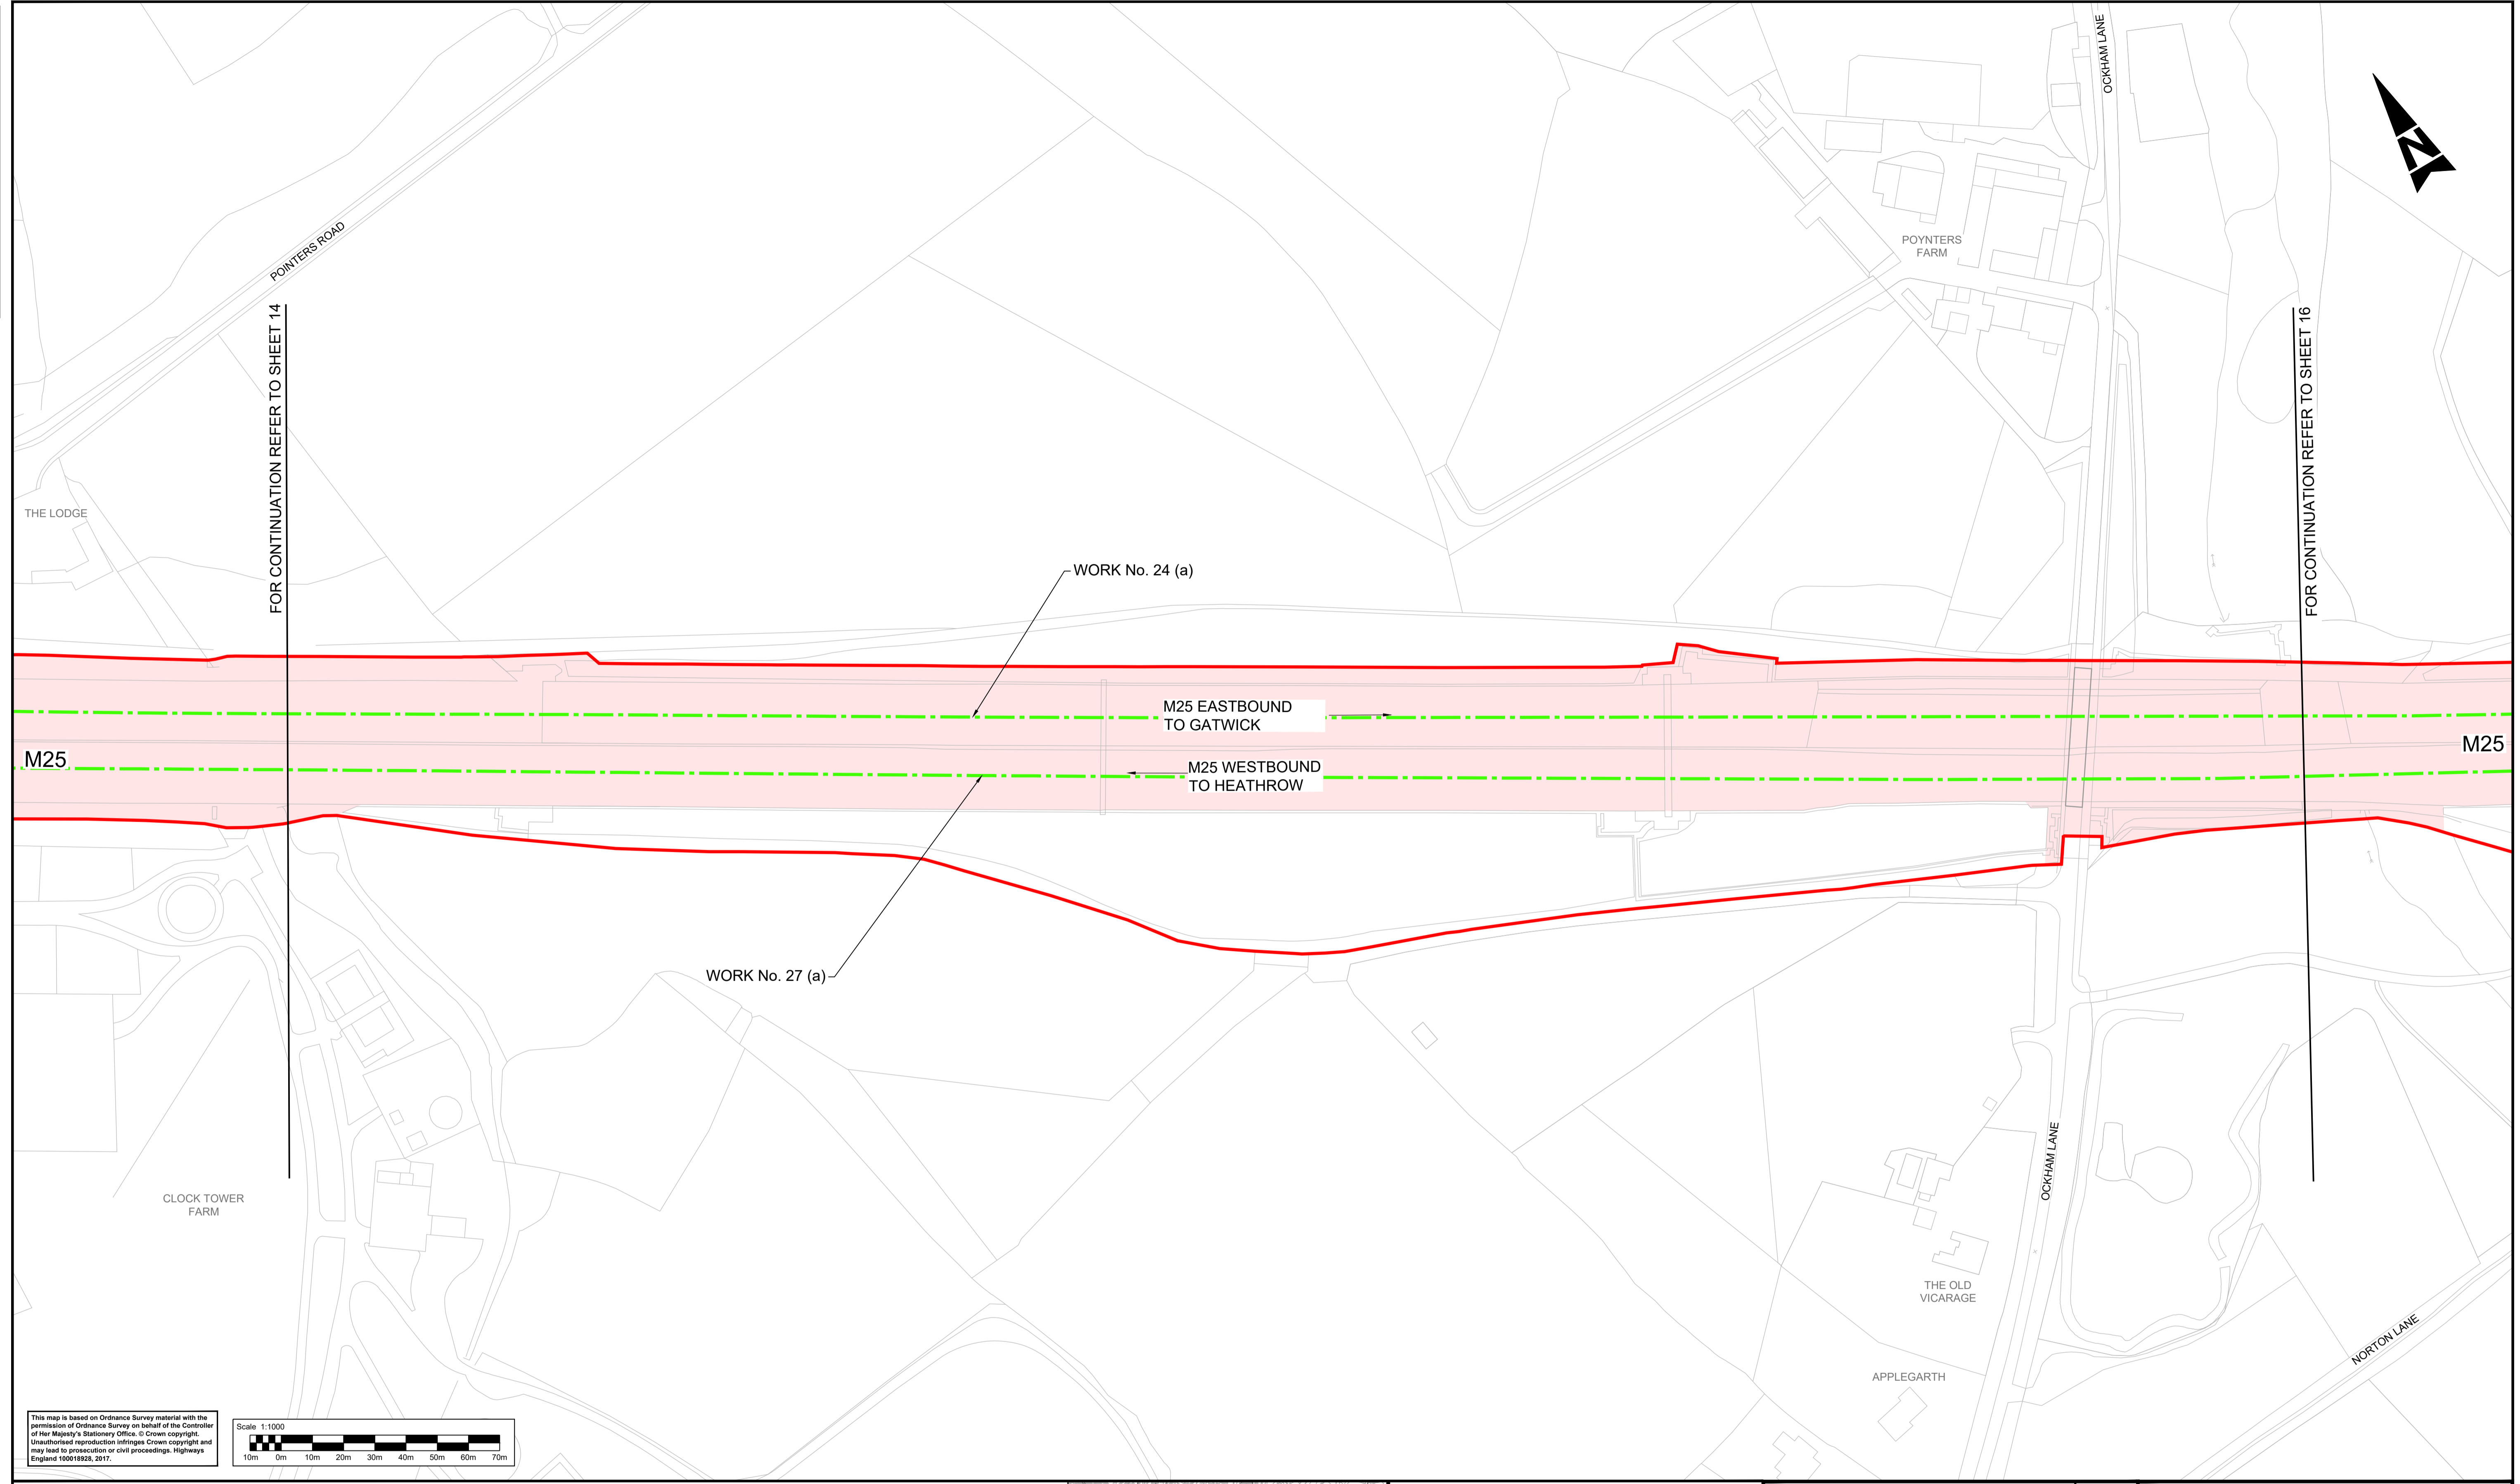 OCKHAM LANE
N
POINTERS ROAD
POYNTERS
FARM
FOR CONTINUATION REFER TO SHEET 14
FOR CONTINUATION REFER TO SHEET 16
THE LODGE
WORK No. 24 (a)
M25 EASTBOUND
TO GATWICK
M25
M25
M25 WESTBOUND
TO HEATHROW
WORK No. 27 (a)
OCKHAM LANE
CLOCK TOWER
FARM
THE OLD
VICARAGE
NORTON LANE
APPLEGARTH
This map is based on Ordnance Survey material with the
permission of Ordnance Survey on behalf of the Controller
of Her Majesty's Stationery Office. © Crown copyright.
Unauthorised reproduction infringes Crown copyright and
may lead to prosecution or civil proceedings. Highways
England 100018928, 2017.
Scale 1:1000
10m 0m 10m 20m 30m 40m 50m 60m 70m